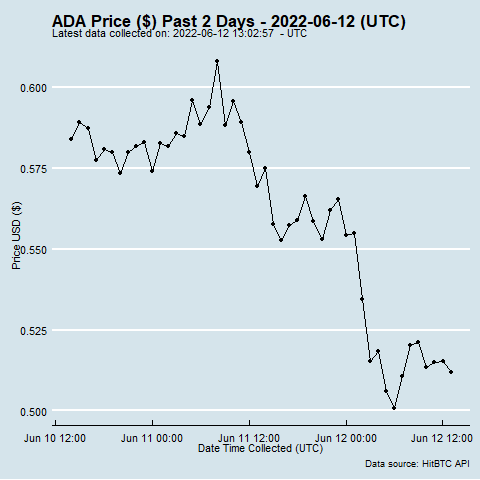 ADA Price ($) Past 2 Days - 2022-06-12 (UTC)
Latest data collected on: 2022-06-12 13:02:57  - UTC
0.600
0.575
0.550
0.525
0.500
Price USD ($)
Jun 10 12:00
Jun 11 00:00
Jun 11 12:00
Jun 12 00:00
Jun 12 12:00
Date Time Collected (UTC)
Data source: HitBTC API